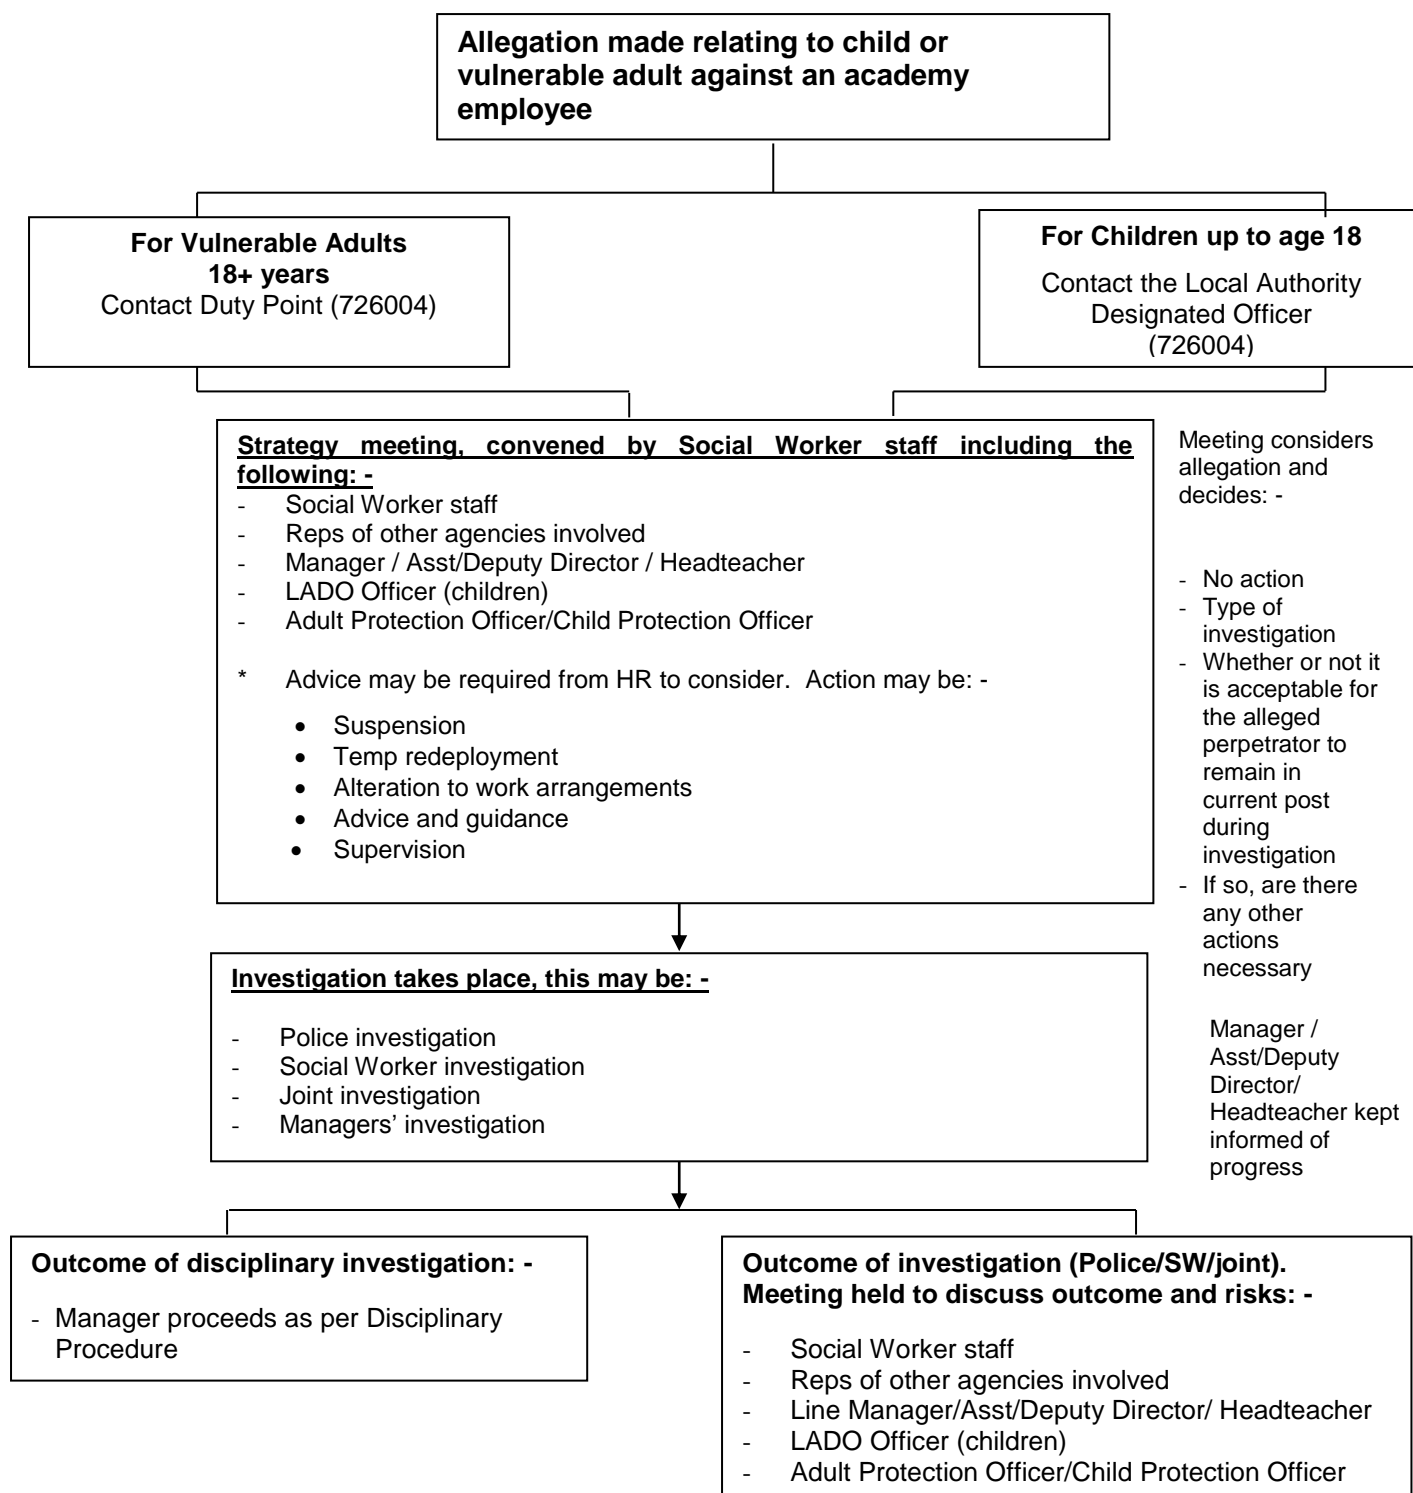 Allegation made relating to child or
vulnerable adult against an academy
employee
For Vulnerable Adults
18+ years
Contact Duty Point (726004)
For Children up to age 18
Contact the Local Authority
Designated Officer
(726004)
Strategy meeting, convened by Social Worker staff including the
following: -
- Social Worker staff
- Reps of other agencies involved
- Manager / Asst/Deputy Director / Headteacher
- LADO Officer (children)
- Adult Protection Officer/Child Protection Officer
* Advice may be required from HR to consider. Action may be: -
• Suspension
• Temp redeployment
• Alteration to work arrangements
• Advice and guidance
• Supervision
Meeting considers
allegation and
decides: -
- No action
- Type of
investigation
- Whether or not it
is acceptable for
the alleged
perpetrator to
remain in
current post
during
investigation
- If so, are there
any other
actions
necessary
Manager /
Asst/Deputy
Director/
Headteacher kept
informed of
progress
Investigation takes place, this may be: -
- Police investigation
- Social Worker investigation
- Joint investigation
- Managers’ investigation
Outcome of disciplinary investigation: -
- Manager proceeds as per Disciplinary
Procedure
Outcome of investigation (Police/SW/joint).
Meeting held to discuss outcome and risks: -
- Social Worker staff
- Reps of other agencies involved
- Line Manager/Asst/Deputy Director/ Headteacher
- LADO Officer (children)
- Adult Protection Officer/Child Protection Officer